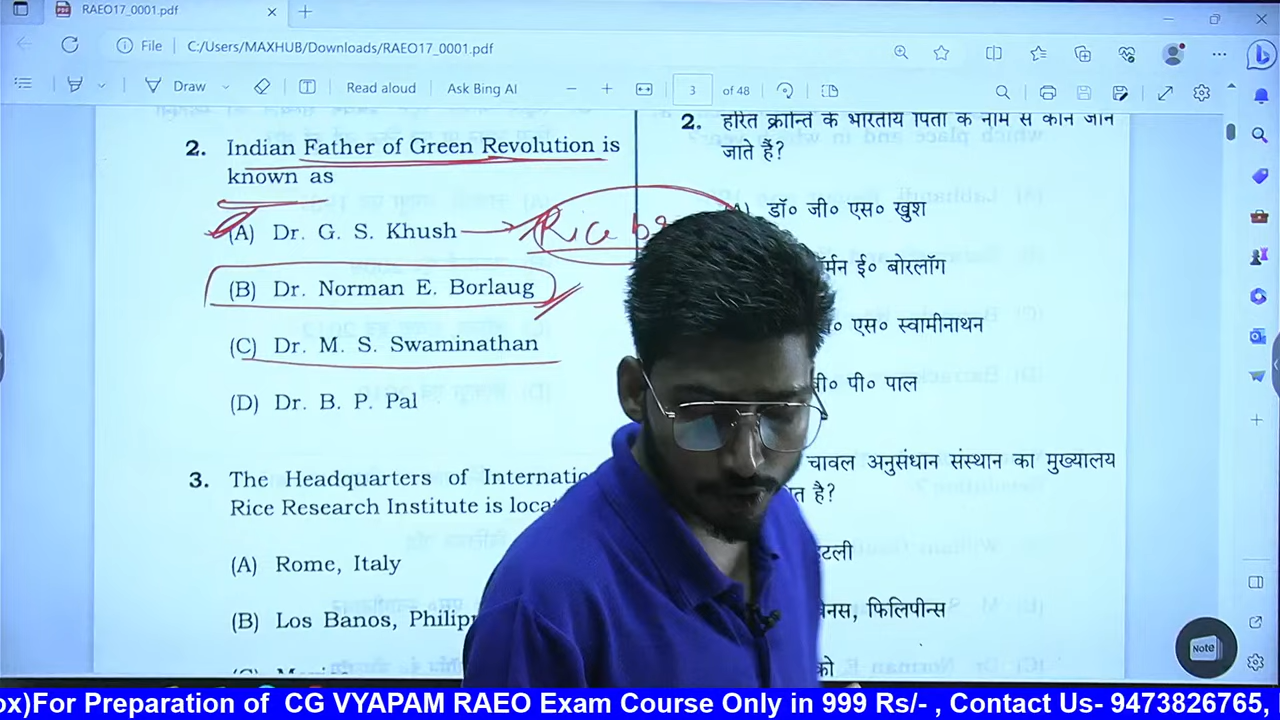 RAEO17_0001.pdf
File
C:/Users/MAXHUB/Downloads/RAEO17_0001.pdf
Draw
Read aloud
Ask Bing AI
3
of 48
2. Indian Father of Green Revolution is
known as
(A) Dr. G. S. Khush
Rice
(B) Dr. Norman E. Borlaug
(C) Dr. M. S. Swaminathan
(D) Dr. B. P. Pal
3. The Headquarters of
Rice Research Institute is
(A) Rome, Italy
(B) Los Banos,
2. हरित क्रान्ति के भारतीय पिता के नाम से कौन जाने
जाते हैं?
डॉ० जी० एस० खुश
ई० बोरलॉग
एस० स्वामीनाथन
पी० पाल
चावल अनुसंधान संस्थान का मुख्यालय
है?
फिलिपीन्स
Note
For Preparation of CG VYAPAM RAEO Exam Course Only in 999 Rs/- , Contact Us- 9473826765,